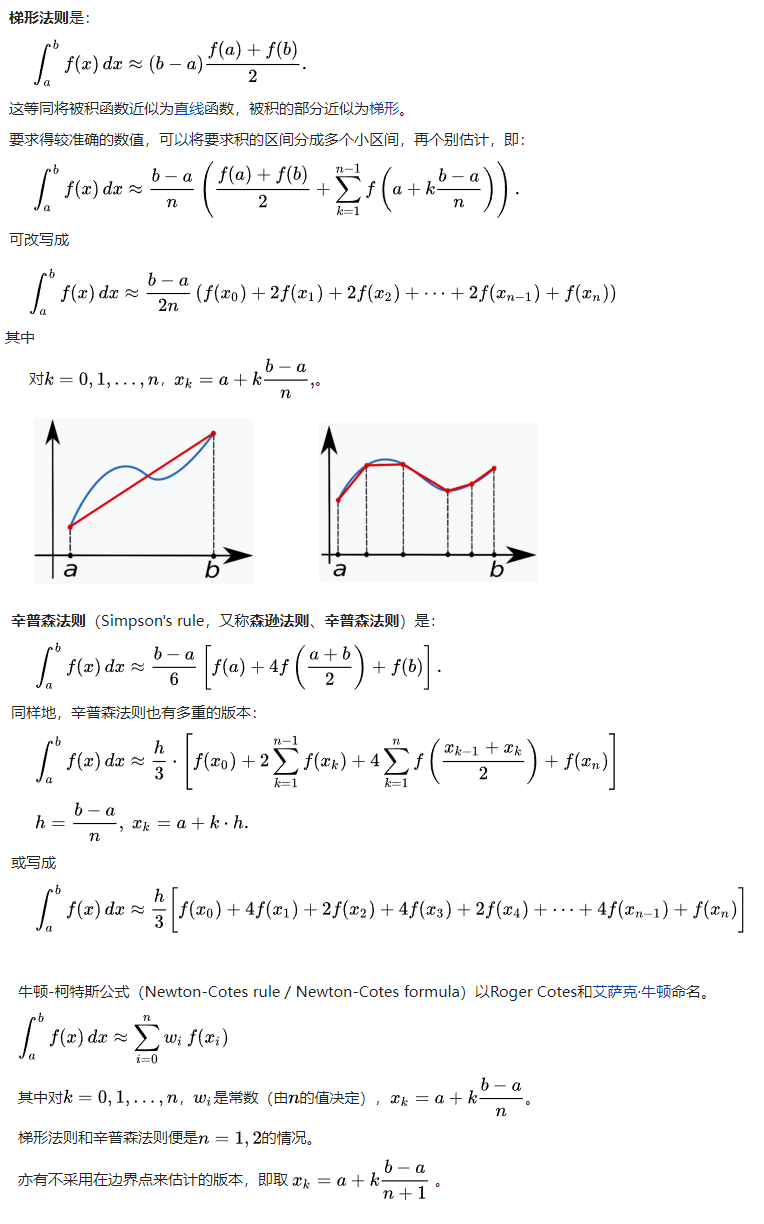 梯形法则是：
$\int_a^b f(x)\,dx \approx (b-a)\frac{f(a)+f(b)}{2}.$
这等同将被积函数近似为直线函数，被积的部分近似为梯形。
要求得较准确的数值，可以将要求积的区间分成多个小区间，再个别估计，即：
$\int_a^b f(x)\,dx \approx \frac{b-a}{n}\left(\frac{f(a)+f(b)}{2}+\sum_{k=1}^{n-1} f\left(a+k\frac{b-a}{n}\right)\right).$
可改写成
$\int_a^b f(x)\,dx \approx \frac{b-a}{2n}\left(f(x_0)+2f(x_1)+2f(x_2)+\cdots+2f(x_{n-1})+f(x_n)\right)$
其中
对$k=0,1,\ldots,n$，$x_k=a+k\frac{b-a}{n}$,。
a b a b
辛普森法则（Simpson's rule，又称森逊法则、辛普森法则）是：
$\int_a^b f(x)\,dx \approx \frac{b-a}{6}\left[f(a)+4f\left(\frac{a+b}{2}\right)+f(b)\right].$
同样地，辛普森法则也有多重的版本：
$\int_a^b f(x)\,dx \approx \frac{h}{3}\cdot\left[f(x_0)+2\sum_{k=1}^{n-1}f(x_k)+4\sum_{k=1}^{n}f\left(\frac{x_{k-1}+x_k}{2}\right)+f(x_n)\right]$
$h=\frac{b-a}{n},\ x_k=a+k\cdot h.$
或写成
$\int_a^b f(x)\,dx \approx \frac{h}{3}\left[f(x_0)+4f(x_1)+2f(x_2)+4f(x_3)+2f(x_4)+\cdots+4f(x_{n-1})+f(x_n)\right]$
牛顿-柯特斯公式（Newton-Cotes rule / Newton-Cotes formula）以Roger Cotes和艾萨克·牛顿命名。
$\int_a^b f(x)\,dx \approx \sum_{i=0}^{n} w_i\,f(x_i)$
其中对$k=0,1,\ldots,n$，$w_i$是常数（由$n$的值决定）, $x_k=a+k\frac{b-a}{n}$。
梯形法则和辛普森法则便是$n=1,2$的情况。
亦有不采用在边界点来估计的版本，即取 $x_k=a+k\frac{b-a}{n+1}$ 。